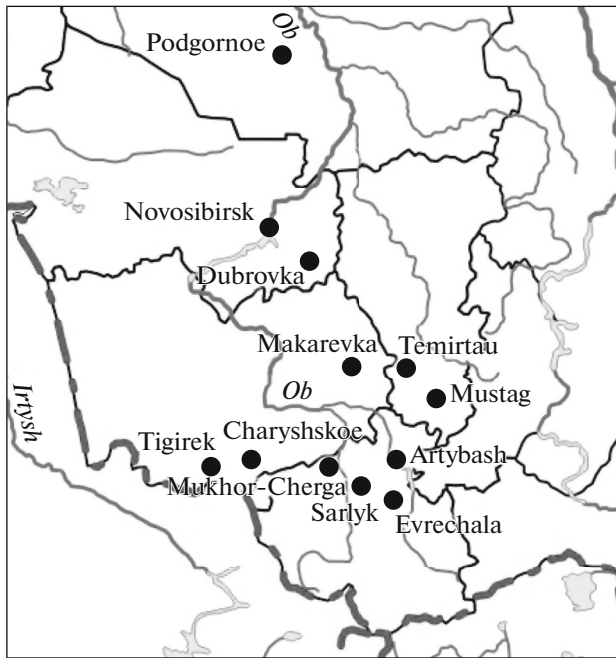 Ob
Podgornoe
Novosibirsk
Dubrovka
Makarevka
Temirtau
Irtysh
Ob
Mustag
Charyshskoe
Tigirek
Artybash
Mukhor-Cherga
Sarlyk
Evrechala